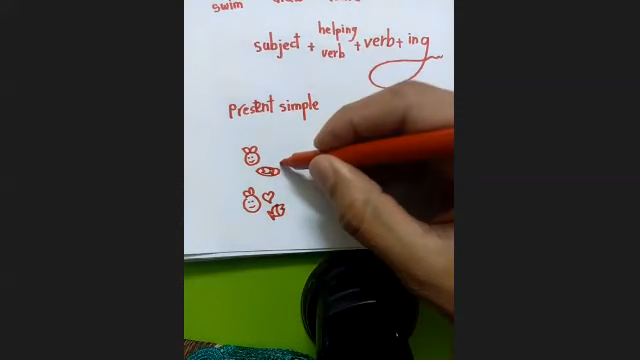 swim
subject + helping verb + verb + ing
Present simple